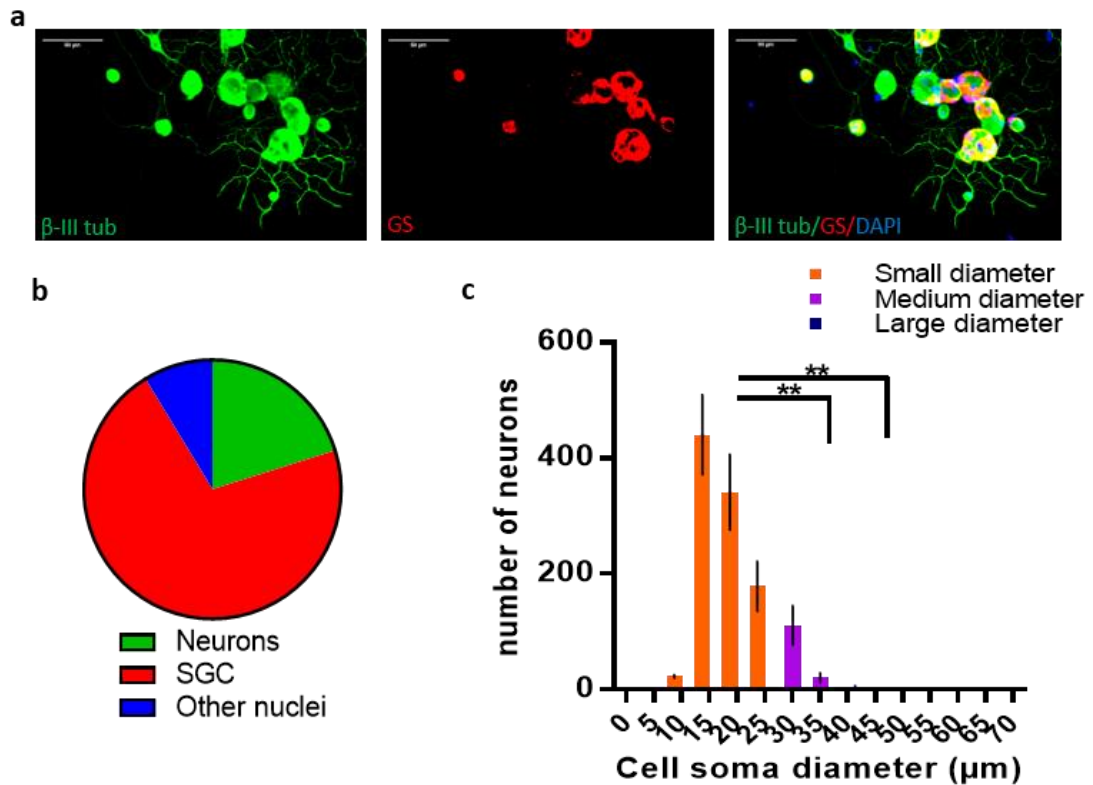 a
β-III tub
GS
β-III tub/GS/DAPI
b
Neurons
SGC
Other nuclei
c
Small diameter
Medium diameter
Large diameter
600
400
200
0
number of neurons
**
**
0 5 10 15 20 25 30 35 40 45 50 55 60 65 70
Cell soma diameter (µm)